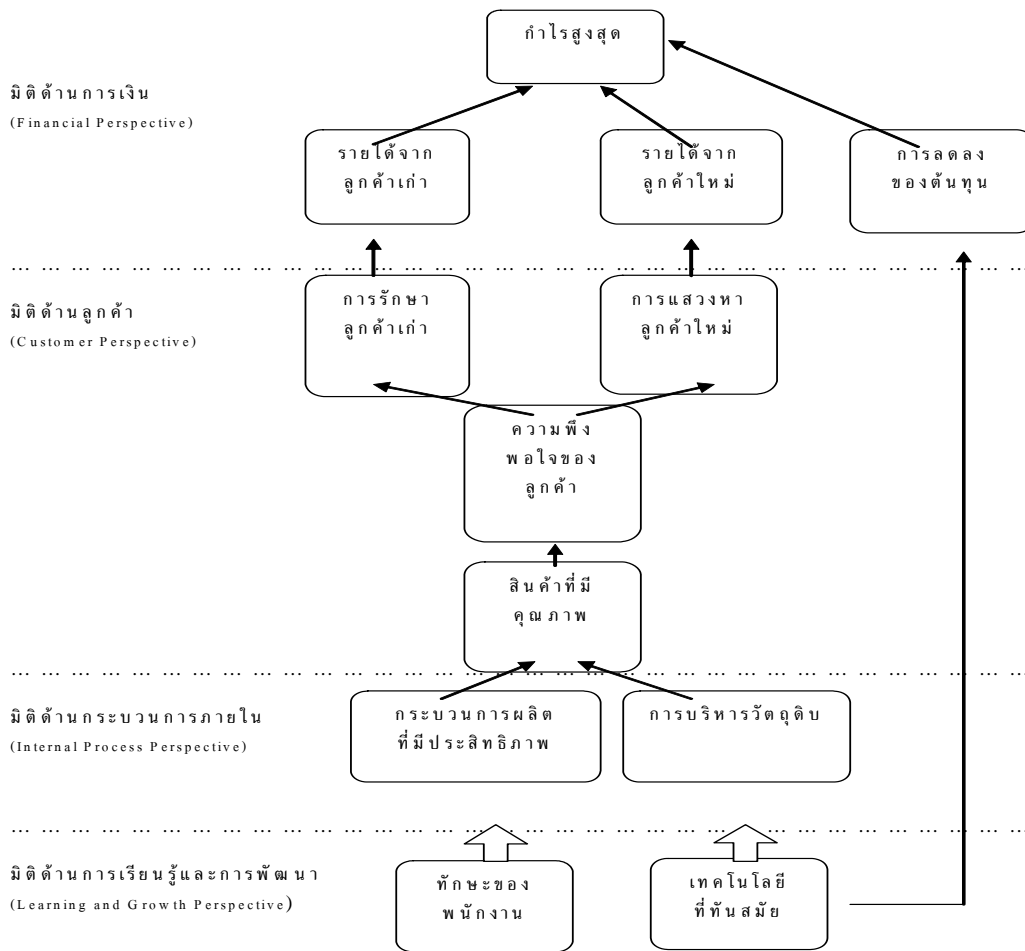 กำไรสูงสุด
มิติด้านการเงิน
(Financial Perspective)
รายได้จาก
ลูกค้าเก่า
รายได้จาก
ลูกค้าใหม่
การลดลง
ของต้นทุน
มิติด้านลูกค้า
(Customer Perspective)
การรักษา
ลูกค้าเก่า
การแสวงหา
ลูกค้าใหม่
ความพึง
พอใจของ
ลูกค้า
สินค้าที่มี
คุณภาพ
มิติด้านกระบวนการภายใน
(Internal Process Perspective)
กระบวนการผลิต
ที่มีประสิทธิภาพ
การบริหารวัตถุดิบ
มิติด้านการเรียนรู้และการพัฒนา
(Learning and Growth Perspective)
ทักษะของ
พนักงาน
เทคโนโลยี
ที่ทันสมัย